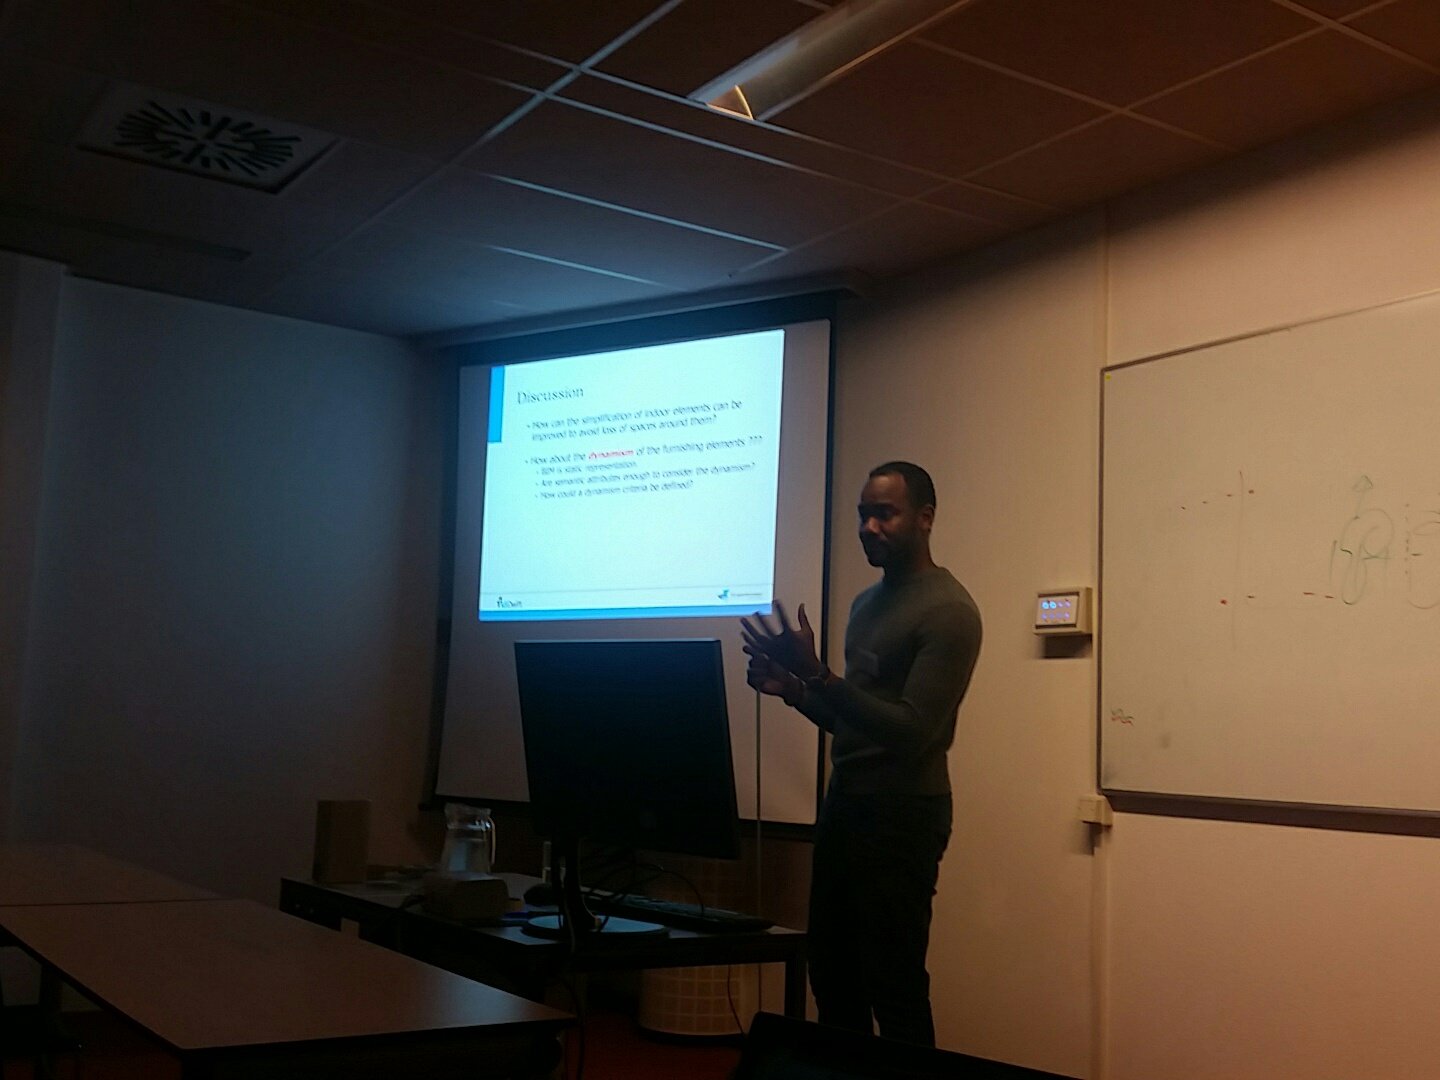 Discussion
- How can the simplification of indoor elements can be
improved to avoid loss of spaces around them?
- How about the dynamism of the furnishing elements ???
- BIM is static representation.
- Are semantic attributes enough to consider the dynamism?
- How could a dynamism criteria be defined?